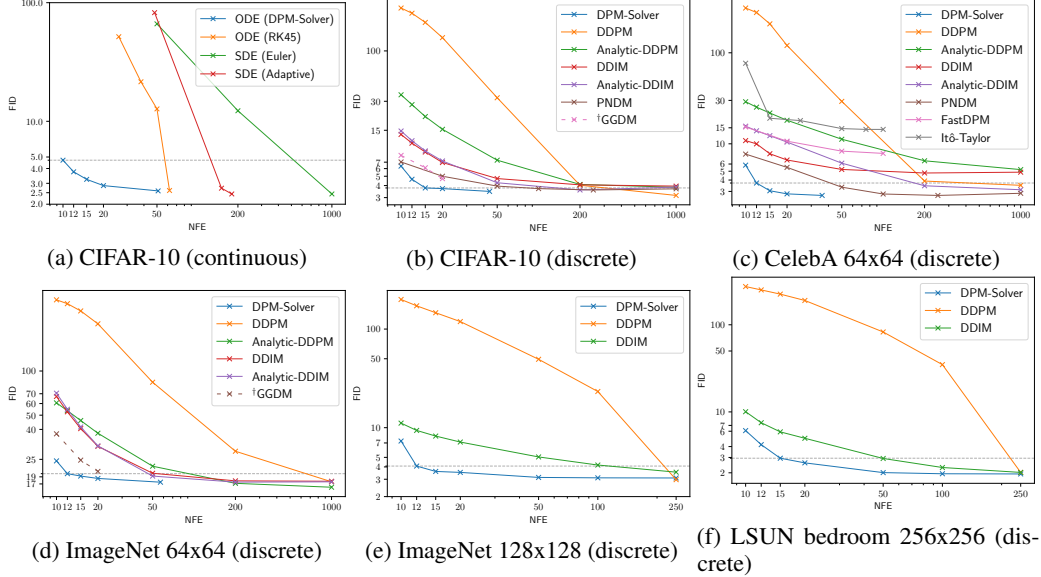 100.0
10.0
5.0
4.0
3.0
2.5
2.0
FID
10 12 15 20 50 200 1000
NFE
ODE (DPM-Solver)
ODE (RK45)
SDE (Euler)
SDE (Adaptive)
(a) CIFAR-10 (continuous)
100
30
15
7
6
5
4
3
FID
10 12 15 20 50 200 1000
NFE
DPM-Solver
DDPM
Analytic-DDPM
DDIM
Analytic-DDIM
PNDM
†GGDM
(b) CIFAR-10 (discrete)
100
30
15
10
6
5
4
3
FID
10 12 15 20 50 200 1000
NFE
DPM-Solver
DDPM
Analytic-DDPM
DDIM
Analytic-DDIM
PNDM
FastDPM
Itô-Taylor
(c) CelebA 64x64 (discrete)
100
70
60
50
40
25
19
17
FID
10 12 15 20 50 200 1000
NFE
DPM-Solver
DDPM
Analytic-DDPM
DDIM
Analytic-DDIM
†GGDM
(d) ImageNet 64x64 (discrete)
100
50
10
7
5
4
3
2
FID
10 12 15 20 50 100 250
NFE
DPM-Solver
DDPM
DDIM
(e) ImageNet 128x128 (discrete)
100
10
7
5
3
2
FID
10 12 15 20 50 100 250
NFE
DPM-Solver
DDPM
DDIM
(f) LSUN bedroom 256x256 (dis-
crete)